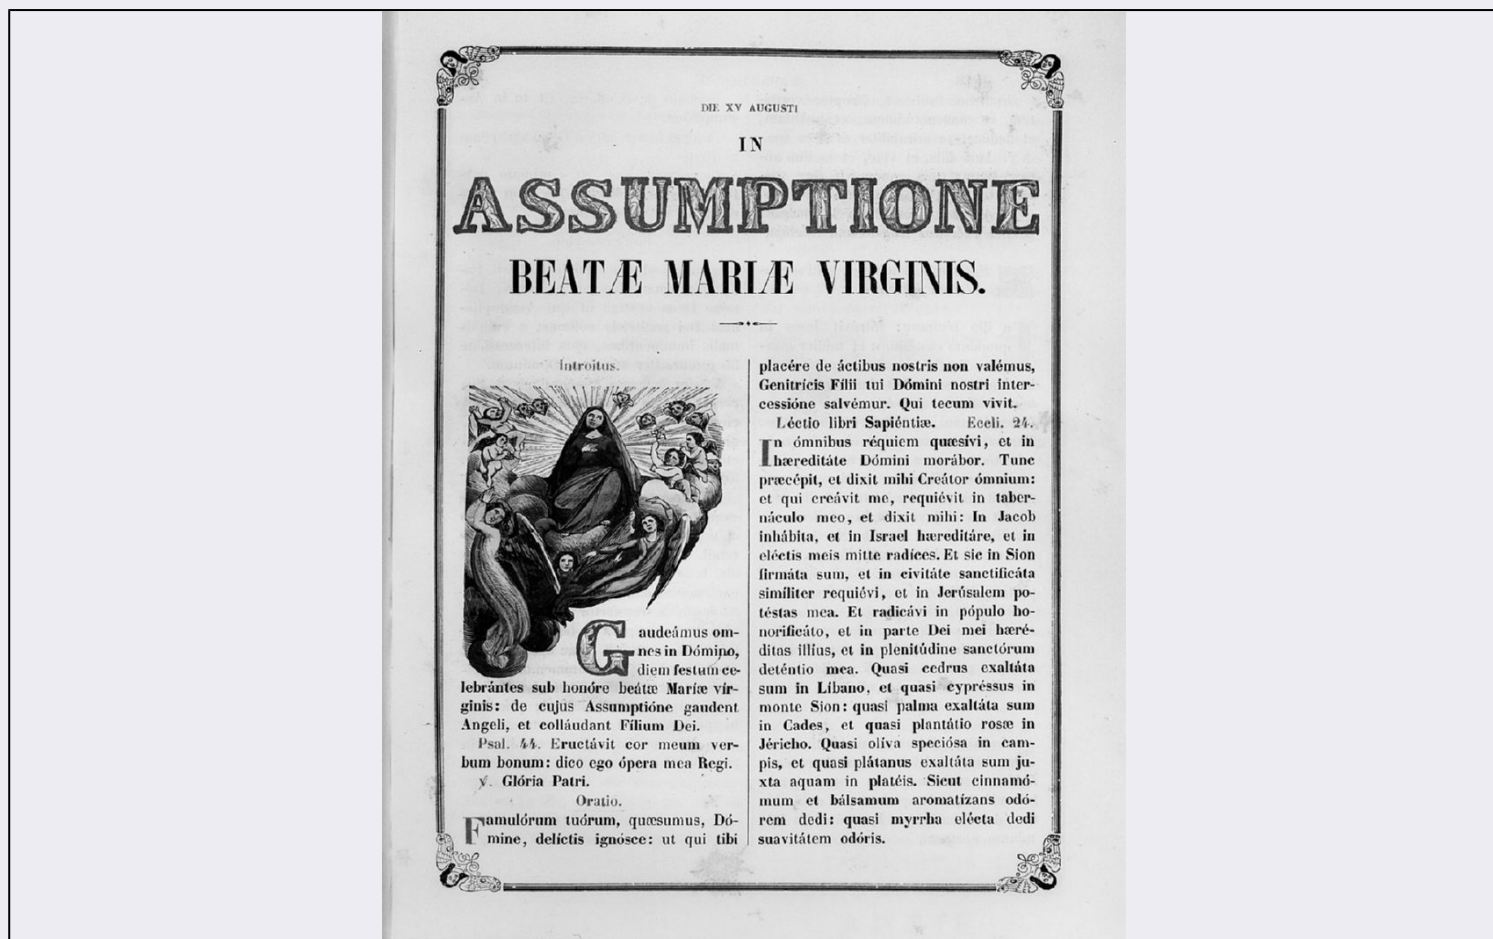 DIE XV AUGUSTI
IN
ASSUMPTIONE
BEATÆ MARIÆ VIRGINIS.
Introitus.
Gaudeámus om-
nes in Dómino,
diem festum ce-
lebrántes sub honóre beátæ Maríæ vír-
ginis: de cujus Assumptióne gaudent
Angeli, et colláudant Fílium Dei.
Psal. 44. Eructávit cor meum ver-
bum bonum: dico ego ópera mea Regi.
℣. Glória Patri.
Oratio.
Famulórum tuórum, quæsumus, Dó-
mine, delíctis ignósce: ut qui tibi
placére de áctibus nostris non valémus,
Genitrícis Fílii tui Dómini nostri inter-
cessióne salvémur. Qui tecum vivit.
Léctio libri Sapiéntiæ. Eccli. 24.
In ómnibus réquiem quæsívi, et in
hæreditáte Dómini morábor. Tunc
præcépit, et dixit mihi Creátor ómnium:
et qui creávit me, requiévit in taber-
náculo meo, et dixit mihi: In Jacob
inhábita, et in Israel hæreditáre, et in
eléctis meis mitte radíces. Et sic in Sion
firmáta sum, et in civitáte sanctificáta
simíliter requiévi, et in Jerúsalem po-
téstas mea. Et radicávi in pópulo ho-
norificáto, et in parte Dei mei hæré-
ditas illíus, et in plenitúdine sanctórum
deténtio mea. Quasi cedrus exaltáta
sum in Líbano, et quasi cypréssus in
monte Sion: quasi palma exaltáta sum
in Cades, et quasi plantátio rosæ in
Jéricho. Quasi olíva speciósa in cam-
pis, et quasi plátanus exaltáta sum ju-
xta aquam in platéis. Sicut cinnamó-
mum et bálsamum aromatízans odó-
rem dedi: quasi myrrha elécta dedi
suavitátem odóris.